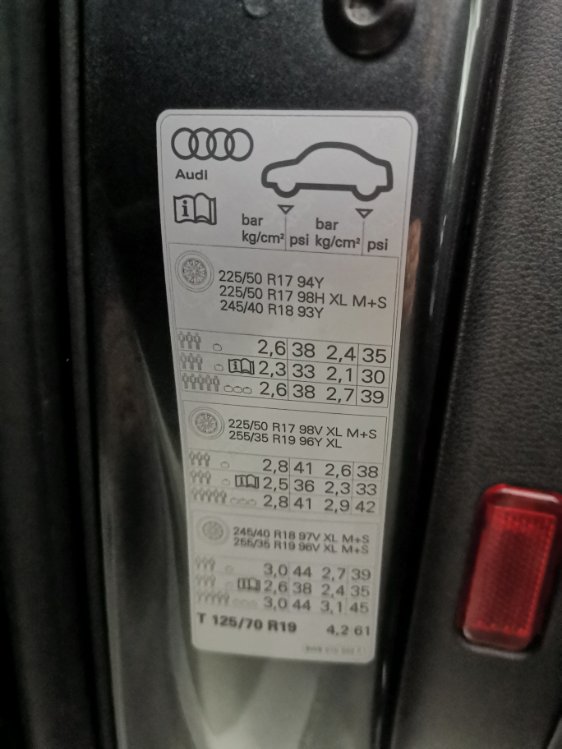 Audi
bar bar
kg/cm² psi kg/cm² psi
225/50 R17 94Y
225/50 R17 98H XL M+S
245/40 R18 93Y
2,6 38 2,4 35
2,3 33 2,1 30
2,6 38 2,7 39
225/50 R17 98V XL M+S
255/35 R19 96Y XL
2,8 41 2,6 38
2,5 36 2,3 33
2,8 41 2,9 42
245/40 R18 97V XL M+S
255/35 R19 96V XL M+S
3,0 44 2,7 39
2,6 38 2,4 35
3,0 44 3,1 45
T 125/70 R19 4,2 61